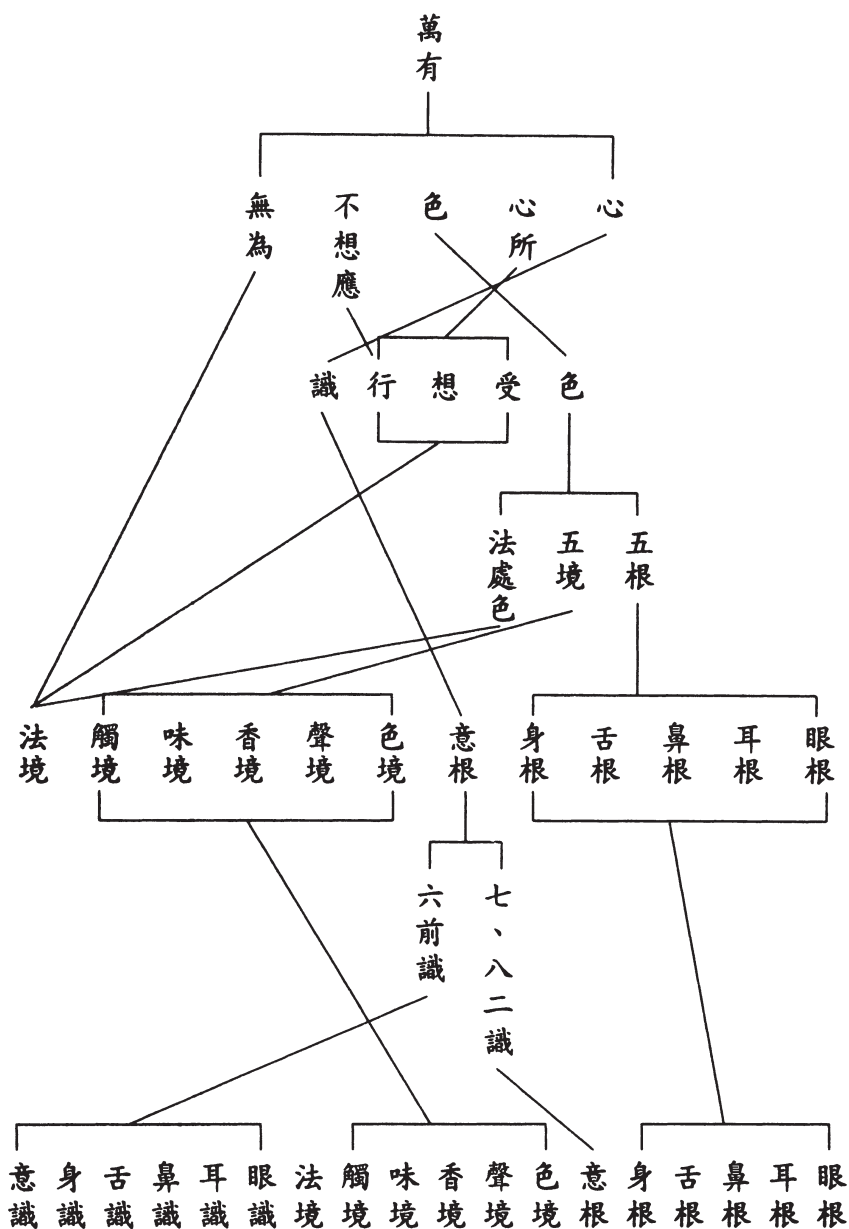 萬有
心
心所
色
不想應
無為
色
受
想
行
識
五根
五境
法處色
眼根
耳根
鼻根
舌根
身根
意根
色境
聲境
香境
味境
觸境
法境
七、八二識
六前識
眼根
耳根
鼻根
舌根
身根
意根
色境
聲境
香境
味境
觸境
法境
眼識
耳識
鼻識
舌識
身識
意識